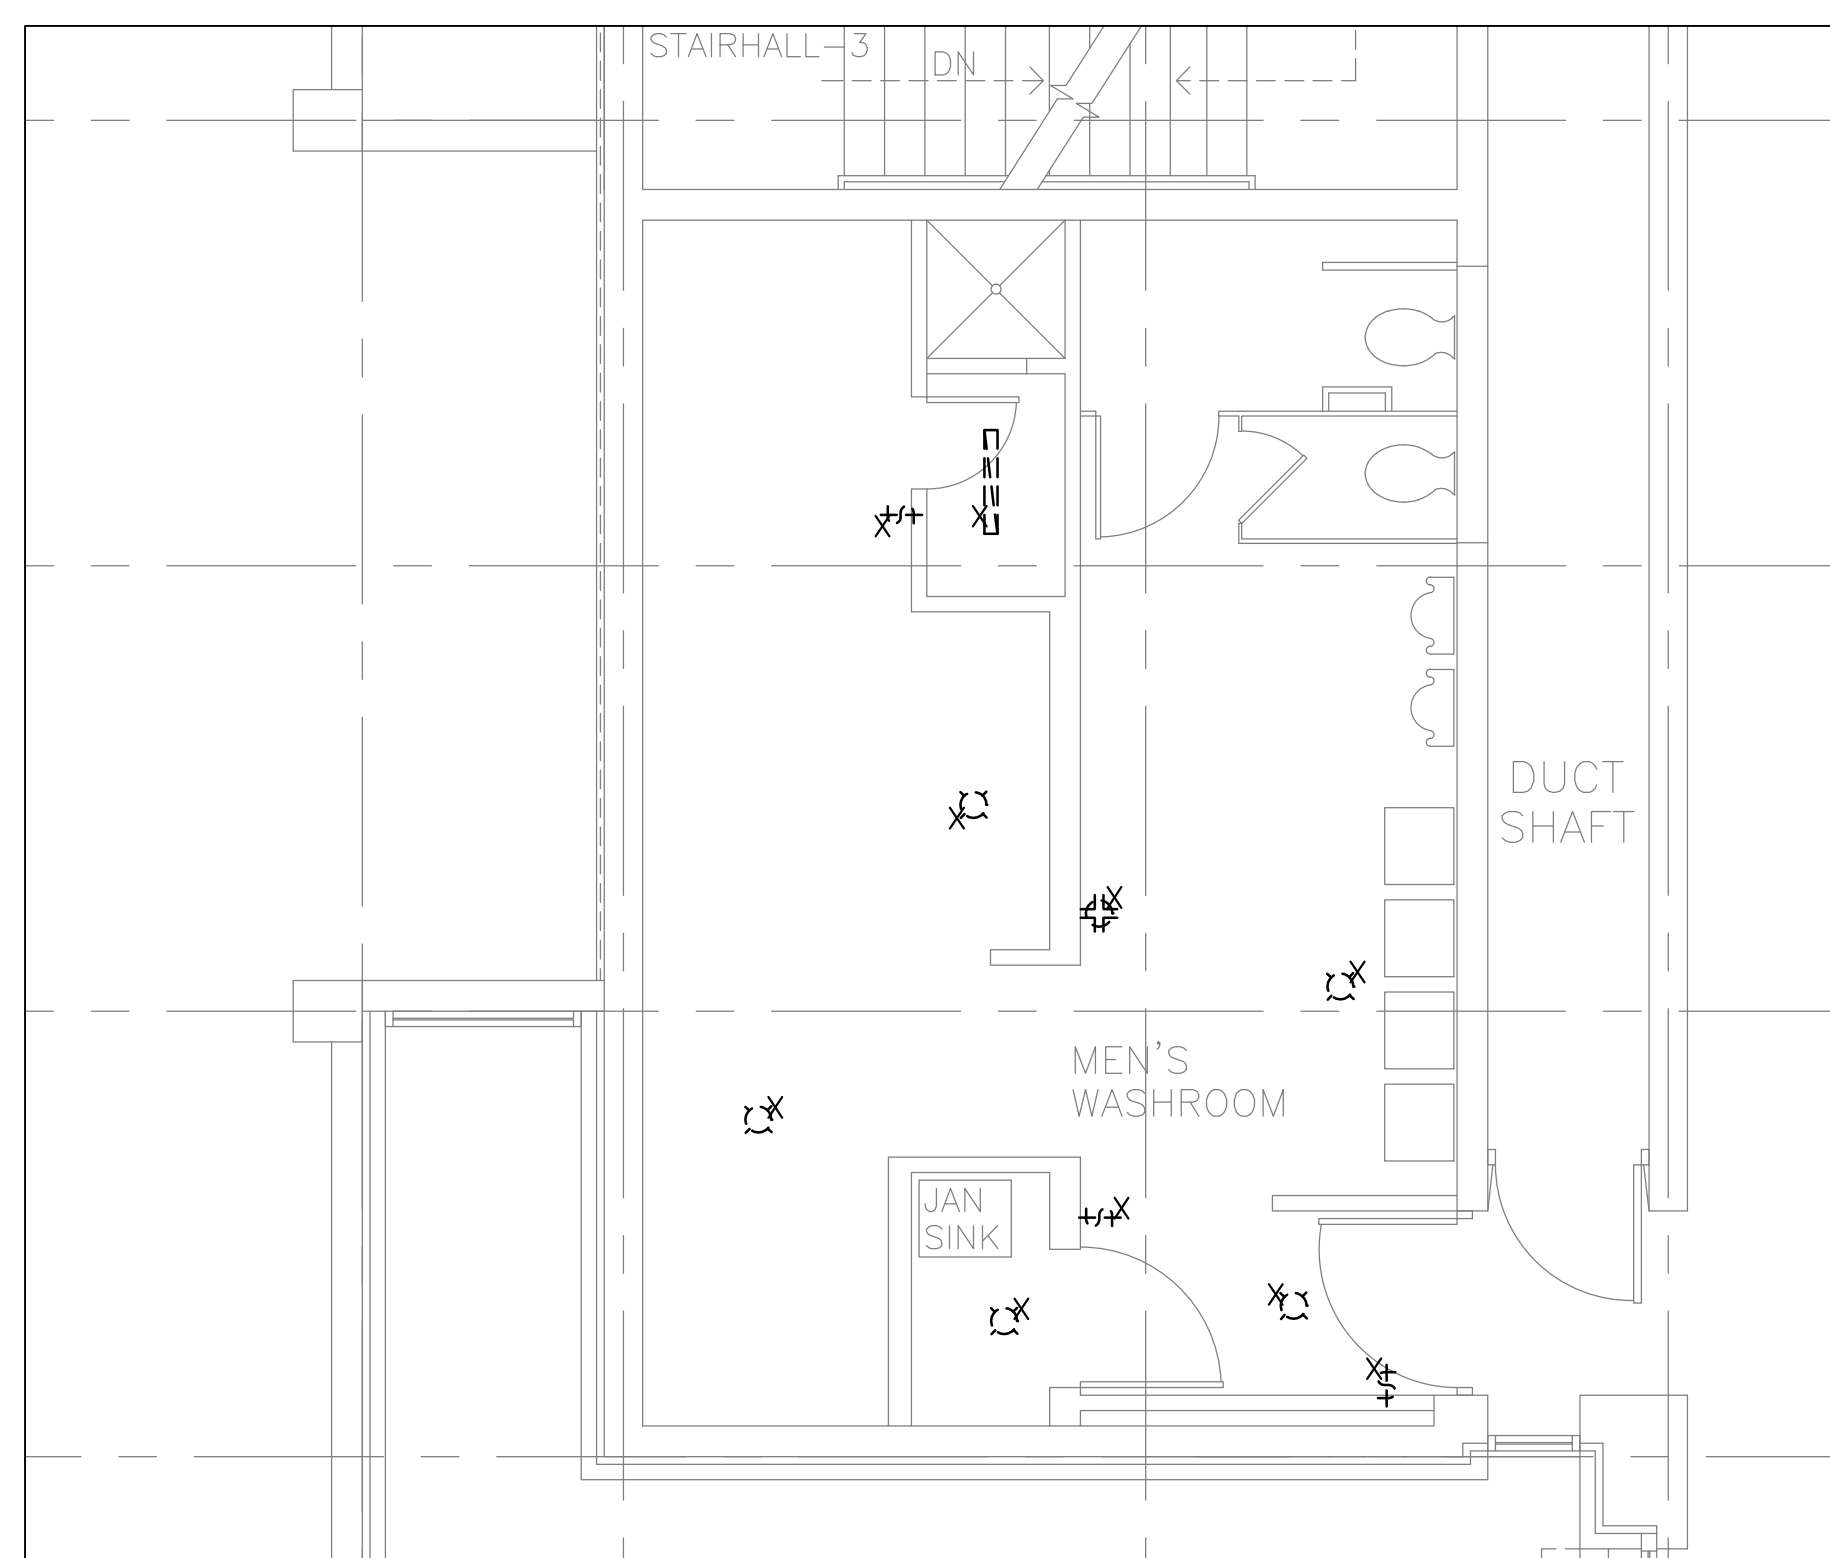 STAIRHALL-3
DN
X
X
X
X
DUCT
SHAFT
X
MEN'S
WASHROOM
X
JAN
SINK
X
X
X
X